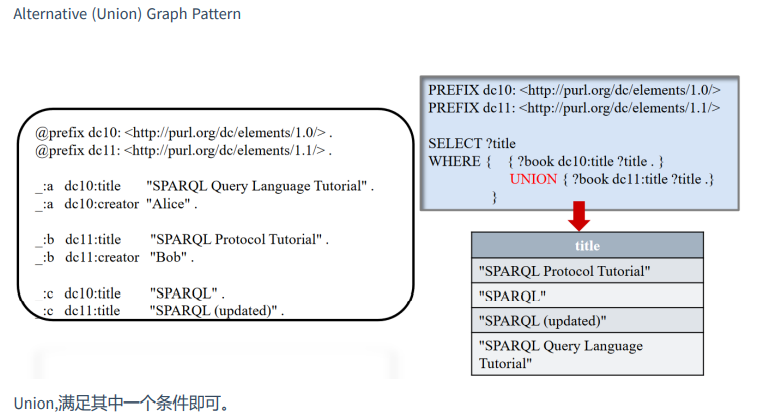 Alternative (Union) Graph Pattern
@prefix dc10: <http://purl.org/dc/elements/1.0/> .
@prefix dc11: <http://purl.org/dc/elements/1.1/> .
_:a dc10:title "SPARQL Query Language Tutorial" .
_:a dc10:creator "Alice" .
_:b dc11:title "SPARQL Protocol Tutorial" .
_:b dc11:creator "Bob" .
_:c dc10:title "SPARQL" .
_:c dc11:title "SPARQL (updated)" .
PREFIX dc10: <http://purl.org/dc/elements/1.0/>
PREFIX dc11: <http://purl.org/dc/elements/1.1/>
SELECT ?title
WHERE { { ?book dc10:title ?title . }
UNION { ?book dc11:title ?title .}
}
title
"SPARQL Protocol Tutorial"
"SPARQL"
"SPARQL (updated)"
"SPARQL Query Language
Tutorial"
Union,满足其中一个条件即可。